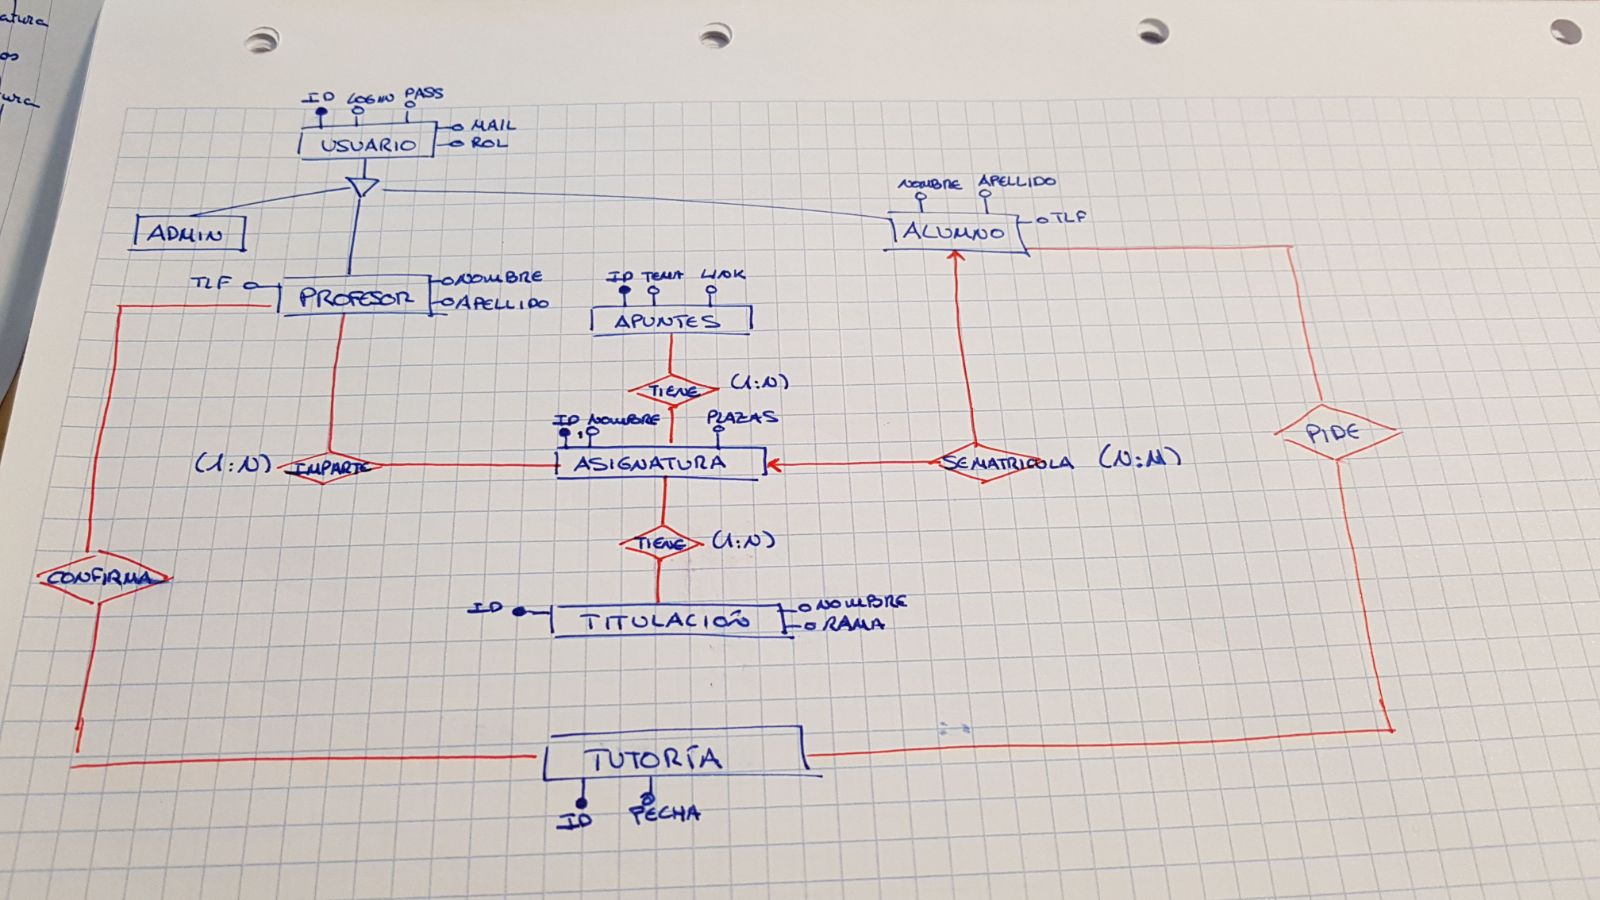 atura
os
ura
ID LOGIN PASS
MAIL
USUARIO
ROL
NOMBRE APELLIDO
TLF
ADMIN
ALUMNO
TLF
NOMBRE
ID TEMA LINK
PROFESOR
APELLIDO
APUNTES
TIENE (1:N)
ID NOMBRE PLAZAS
PIDE
(1:N) IMPARTE
ASIGNATURA
SEMATRICULA (N:M)
TIENE (1:N)
CONFIRMA
ID
TITULACIÓN
NOMBRE
RAMA
TUTORÍA
ID FECHA